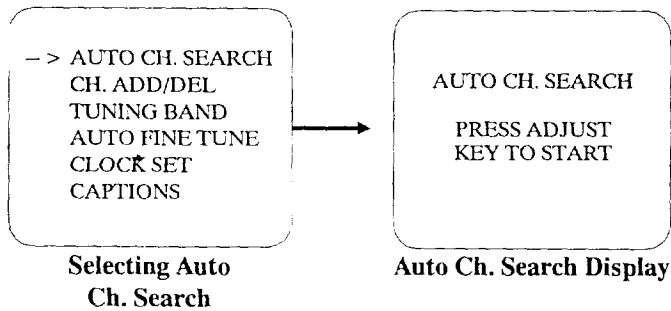 – > AUTO CH. SEARCH
CH. ADD/DEL
TUNING BAND
AUTO FINE TUNE
CLOCK SET
CAPTIONS
Selecting Auto
Ch. Search
AUTO CH. SEARCH
PRESS ADJUST
KEY TO START
Auto Ch. Search Display